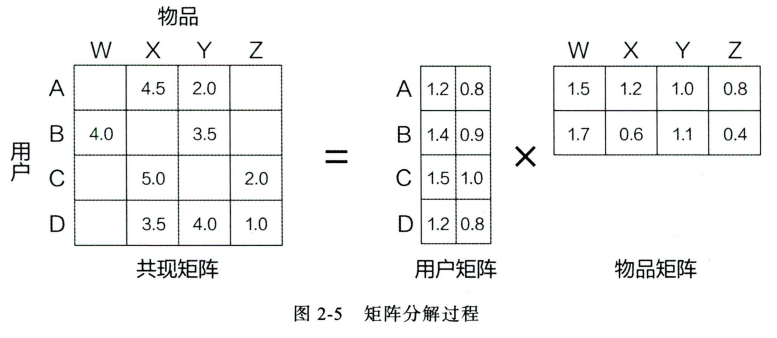 物品
W X Y Z
A 4.5 2.0
B 4.0 3.5
C 5.0 2.0
D 3.5 4.0 1.0
用户
共现矩阵
=
A 1.2 0.8
B 1.4 0.9
C 1.5 1.0
D 1.2 0.8
用户矩阵
×
W X Y Z
1.5 1.2 1.0 0.8
1.7 0.6 1.1 0.4
物品矩阵
图 2-5 矩阵分解过程